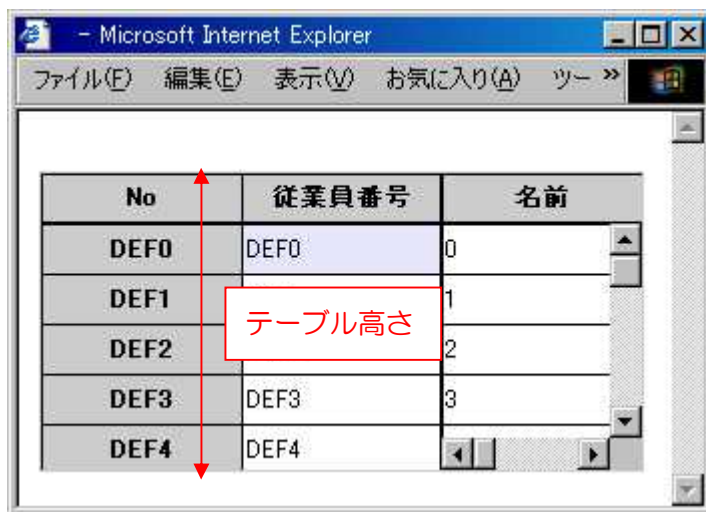 - Microsoft Internet Explorer
ファイル(F) 編集(E) 表示(V) お気に入り(A) ツー »
No 従業員番号 名前
DEF0 DEF0 0
DEF1 1
テーブル高さ
DEF2 2
DEF3 DEF3 3
DEF4 DEF4